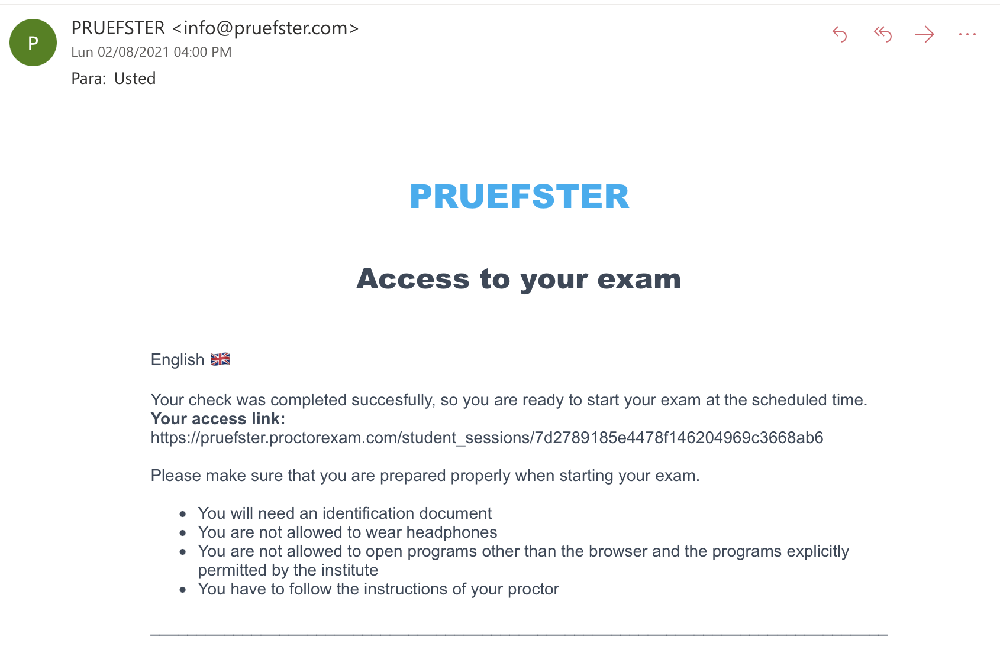 P
PRUEFSTER <info@pruefster.com>
Lun 02/08/2021 04:00 PM
Para: Usted
PRUEFSTER
Access to your exam
English
Your check was completed succesfully, so you are ready to start your exam at the scheduled time.
Your access link:
https://pruefster.proctorexam.com/student_sessions/7d2789185e4478f146204969c3668ab6
Please make sure that you are prepared properly when starting your exam.
• You will need an identification document
• You are not allowed to wear headphones
• You are not allowed to open programs other than the browser and the programs explicitly
permitted by the institute
• You have to follow the instructions of your proctor